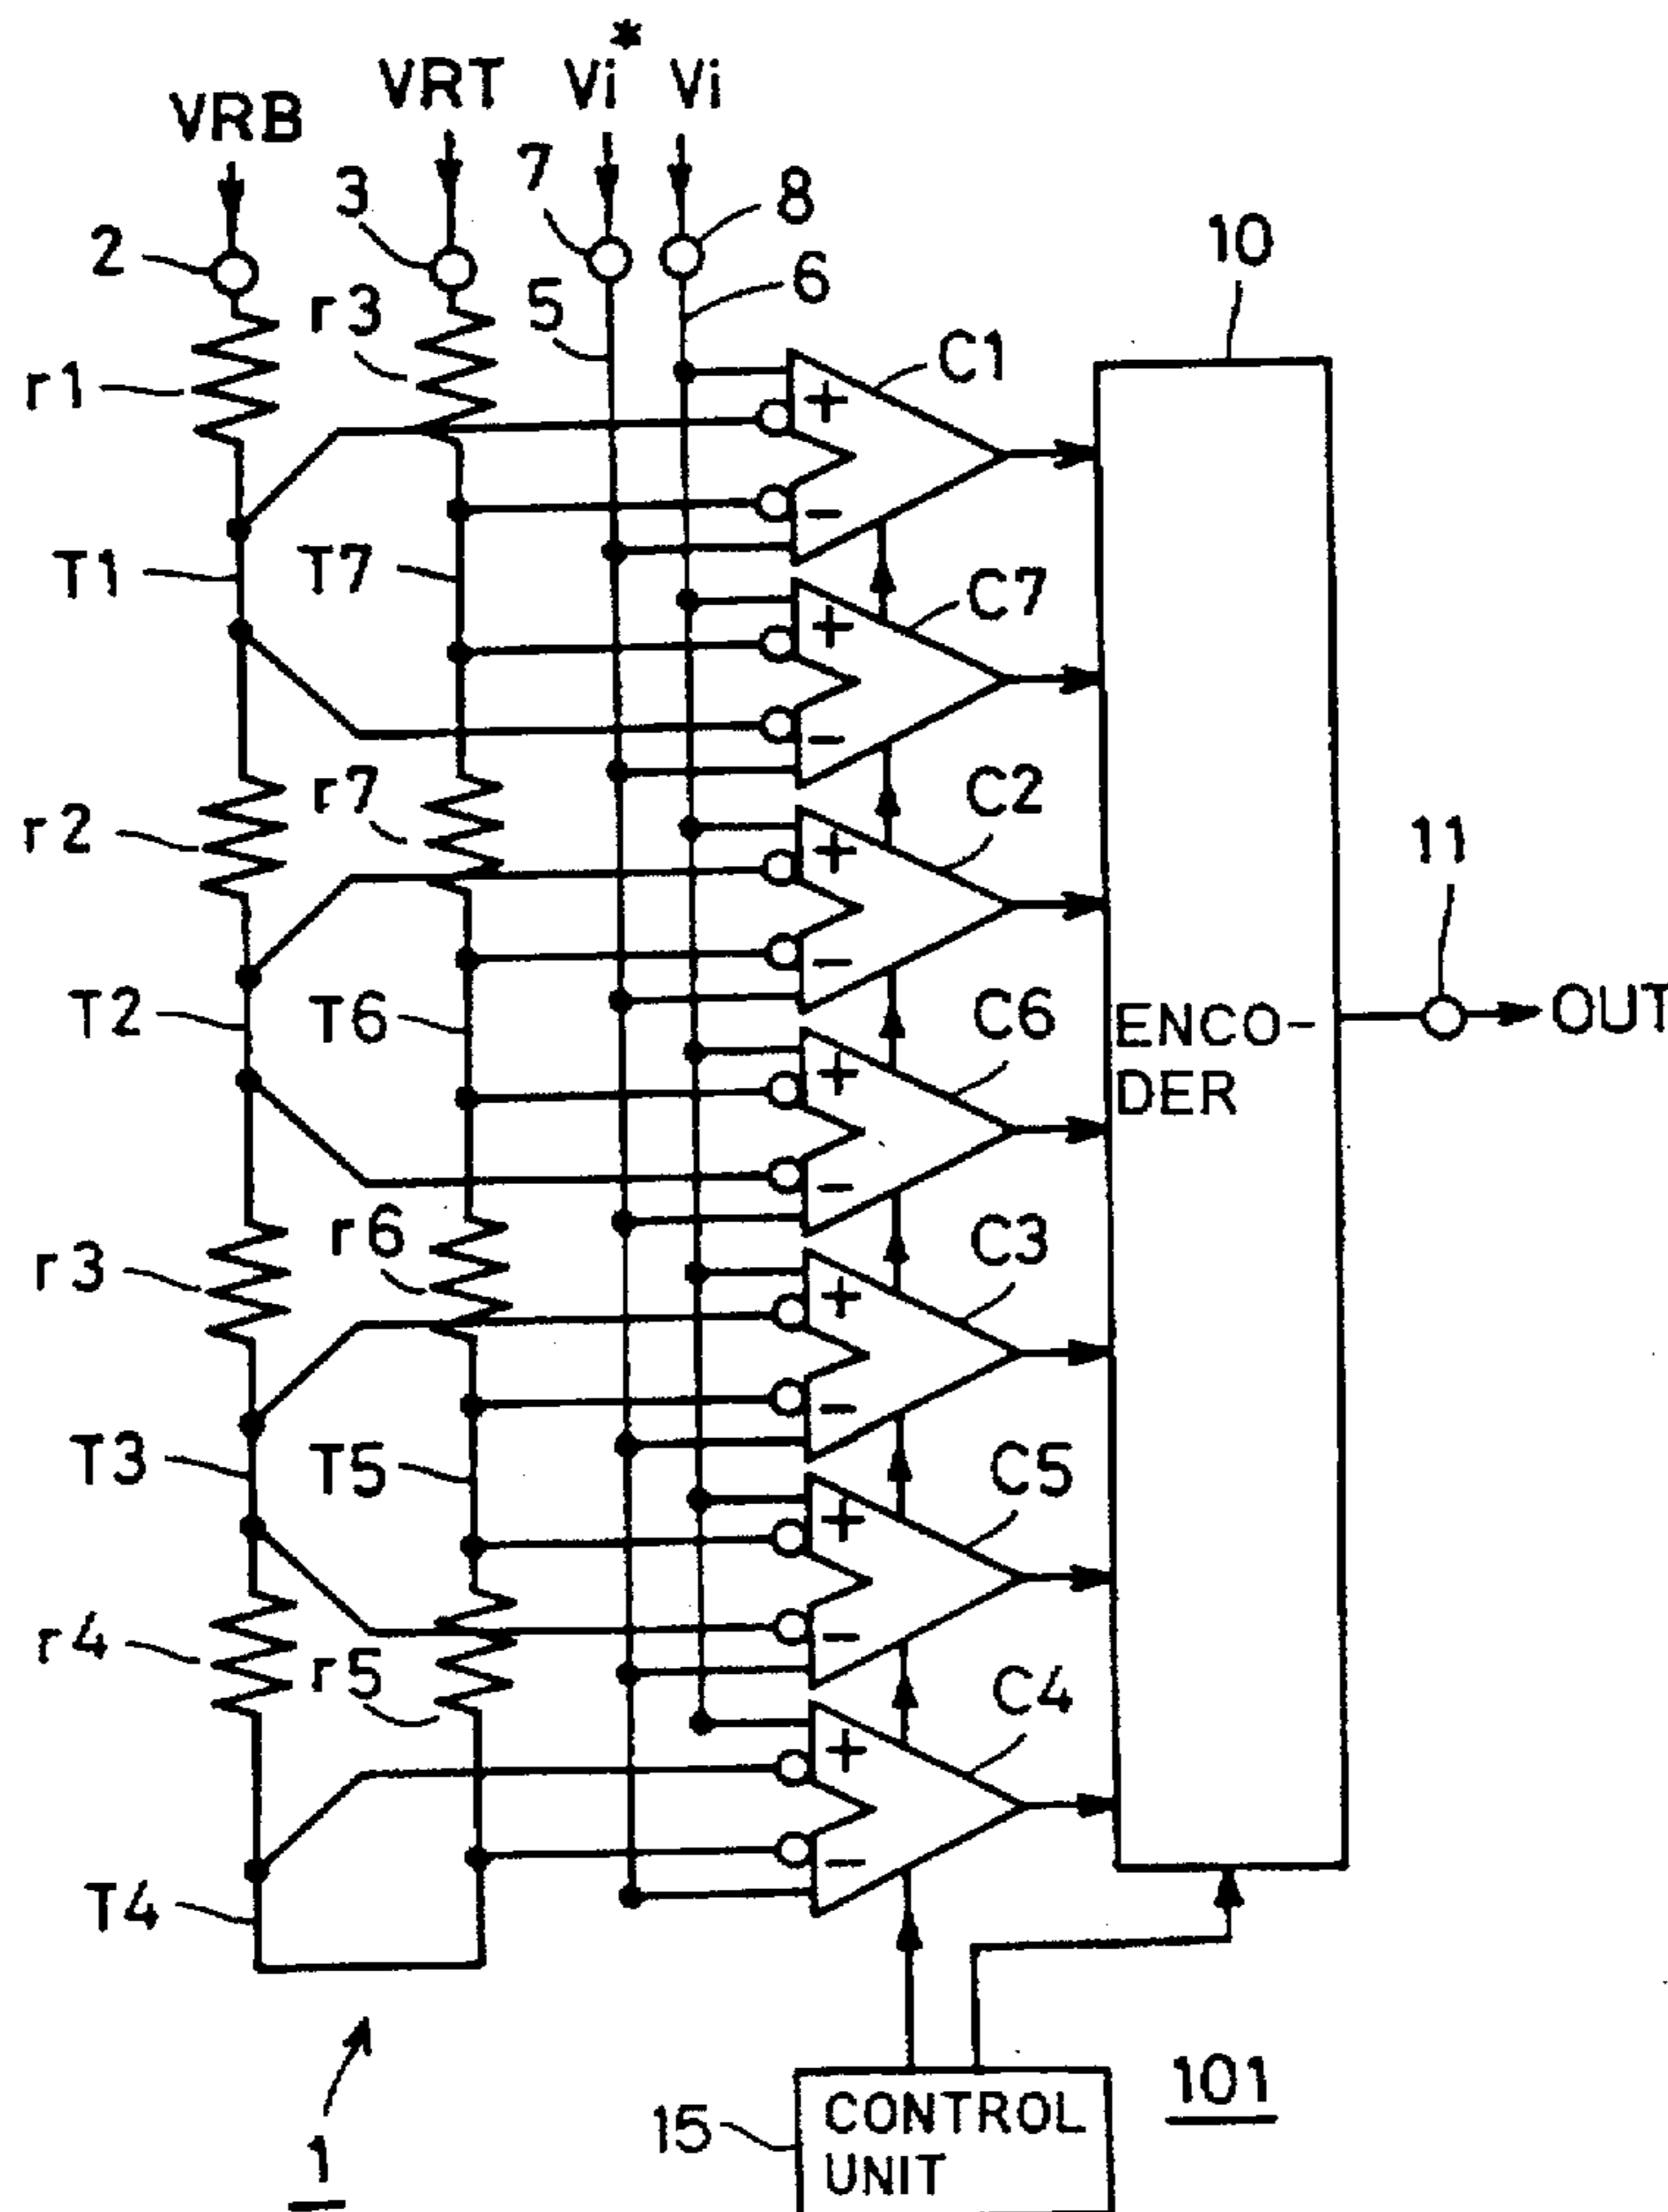 VRB VRT Vi* Vi
2 3 7 8
5 6
r1 r3 C1 10
+
-
T1 T7 C7
+
-
r2 r7 C2 11
+
-
T2 T6 C6 ENCO- OUT
DER
+
-
r3 r6 C3
+
-
T3 T5 C5
+
-
r4 r5 C4
+
-
T4
1
15 CONTROL 101
UNIT